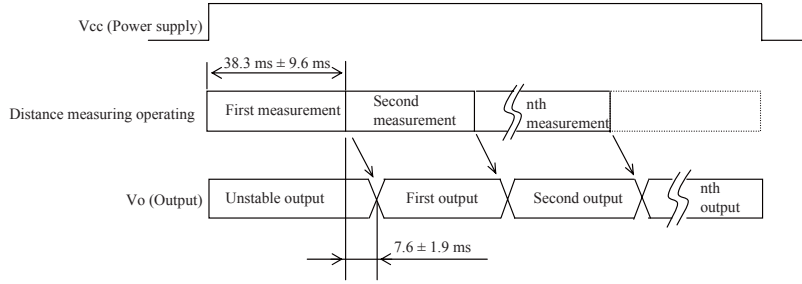 Vcc (Power supply)
38.3 ms ± 9.6 ms
Distance measuring operating
First measurement
Second
measurement
nth
measurement
Vo (Output)
Unstable output
First output
Second output
nth
output
7.6 ± 1.9 ms